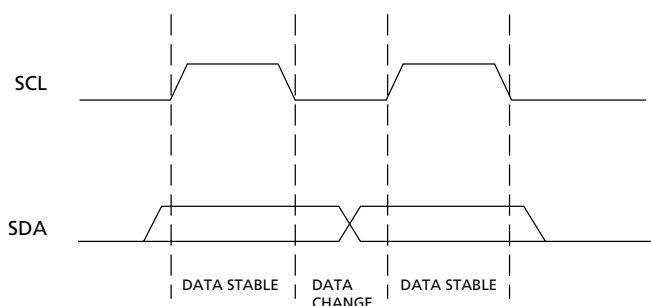 SCL
SDA
DATA STABLE
DATA
CHANGE
DATA STABLE